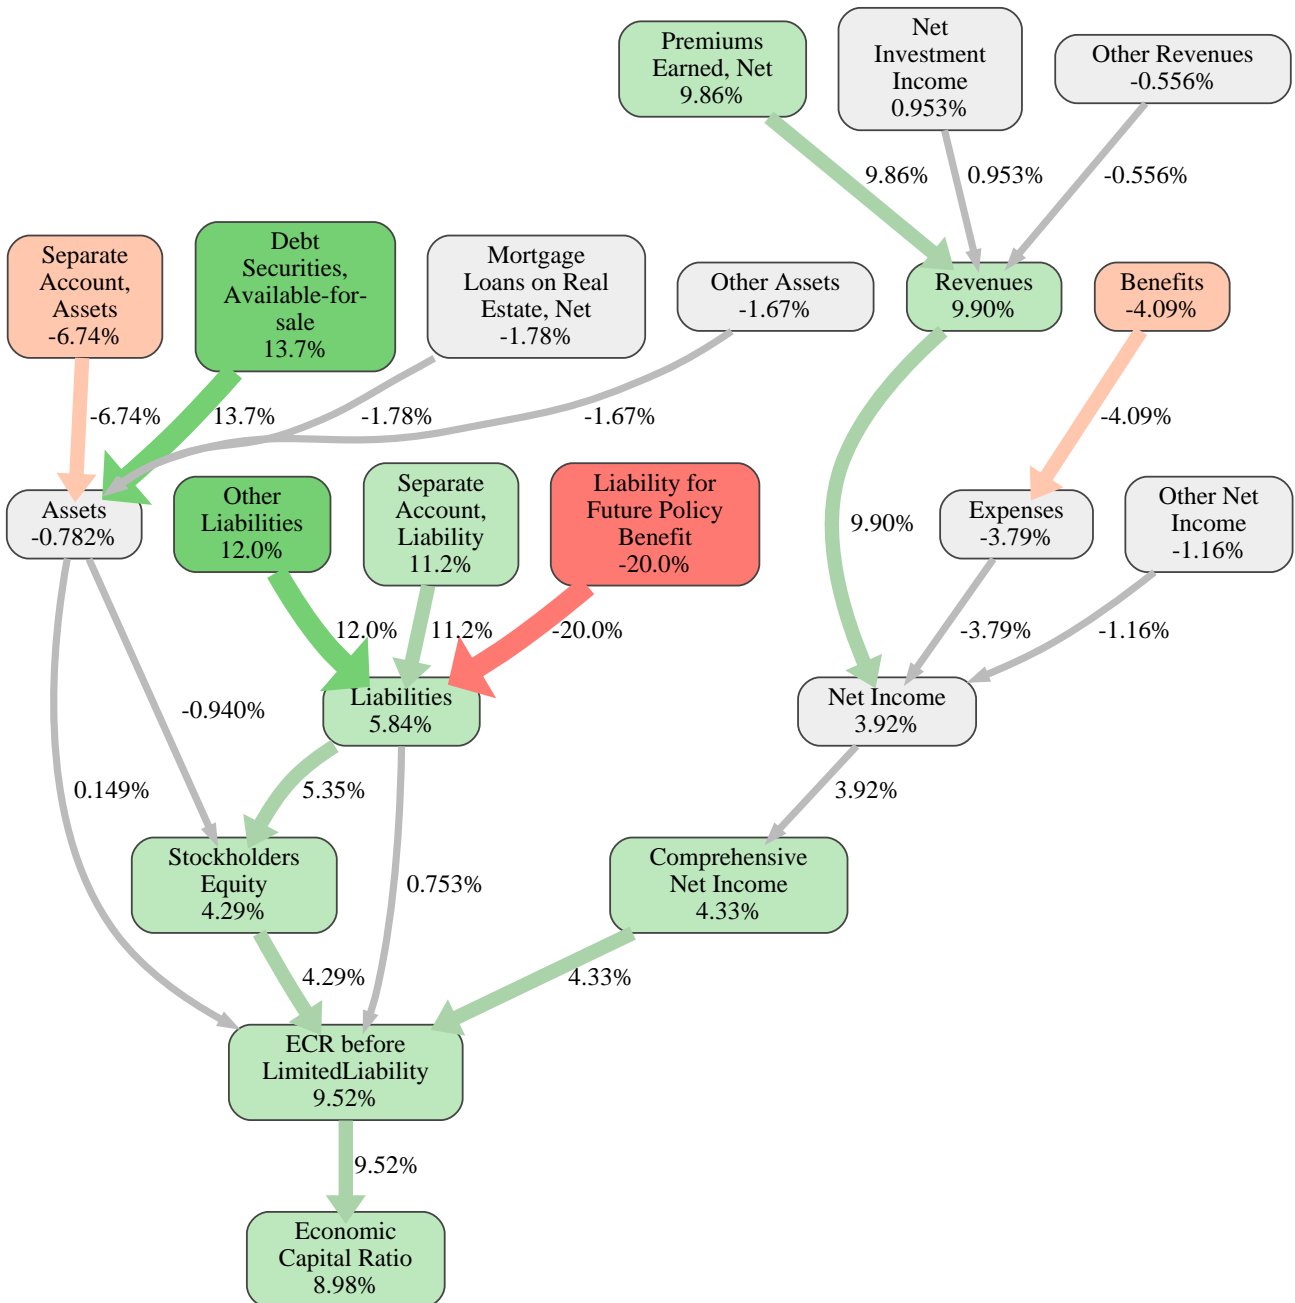 Premiums
Earned, Net
9.86%
Net
Investment
Income
0.953%
Other Revenues
-0.556%
9.86%
0.953%
-0.556%
Separate
Account,
Assets
-6.74%
Debt
Securities,
Available-for-
sale
13.7%
Mortgage
Loans on Real
Estate, Net
-1.78%
Other Assets
-1.67%
Revenues
9.90%
Benefits
-4.09%
-6.74%
13.7%
-1.78%
-1.67%
-4.09%
Assets
-0.782%
Other
Liabilities
12.0%
Separate
Account,
Liability
11.2%
Liability for
Future Policy
Benefit
-20.0%
9.90%
Expenses
-3.79%
Other Net
Income
-1.16%
12.0%
11.2%
-20.0%
-3.79%
-1.16%
-0.940%
Liabilities
5.84%
Net Income
3.92%
0.149%
5.35%
3.92%
Stockholders
Equity
4.29%
0.753%
Comprehensive
Net Income
4.33%
4.29%
4.33%
ECR before
LimitedLiability
9.52%
9.52%
Economic
Capital Ratio
8.98%